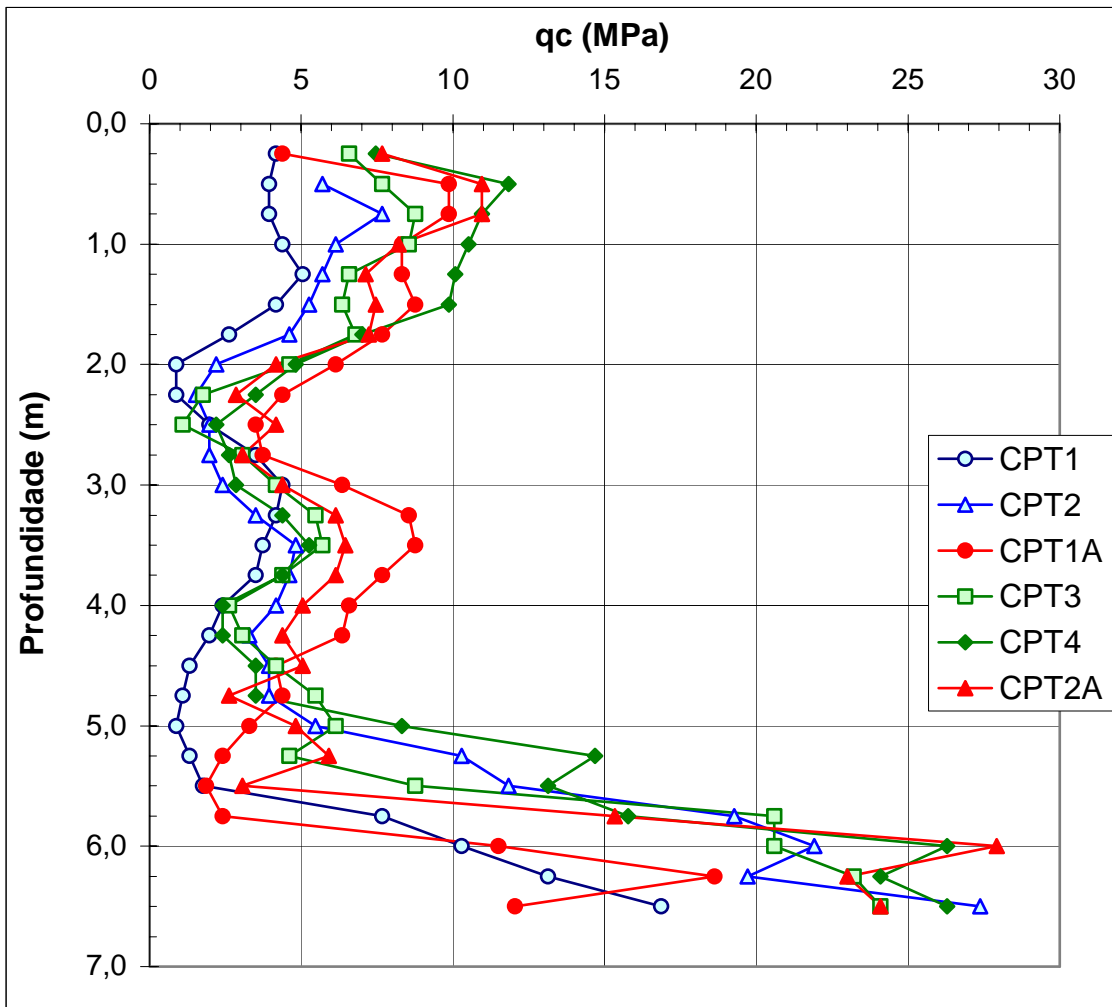 qc (MPa)
0 5 10 15 20 25 30
0,0
1,0
2,0
3,0
4,0
5,0
6,0
7,0
Profundidade (m)
CPT1
CPT2
CPT1A
CPT3
CPT4
CPT2A